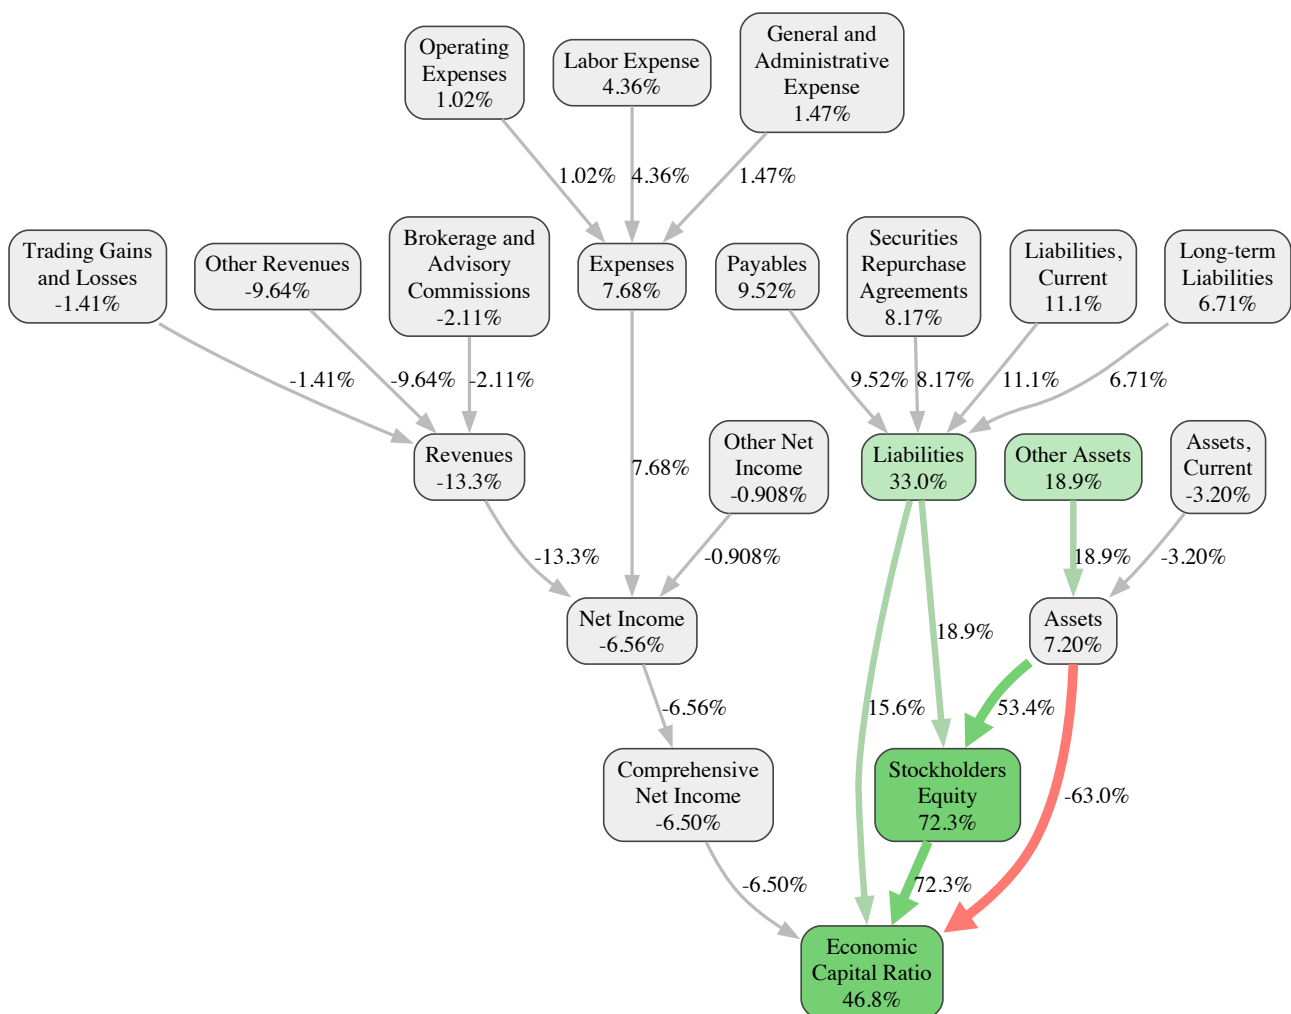 Operating
Expenses
1.02%
Labor Expense
4.36%
General and
Administrative
Expense
1.47%
1.02%
4.36%
1.47%
Trading Gains
and Losses
-1.41%
Other Revenues
-9.64%
Brokerage and
Advisory
Commissions
-2.11%
Expenses
7.68%
Payables
9.52%
Securities
Repurchase
Agreements
8.17%
Liabilities,
Current
11.1%
Long-term
Liabilities
6.71%
-1.41%
-9.64%
-2.11%
9.52%
8.17%
11.1%
6.71%
Revenues
-13.3%
7.68%
Other Net
Income
-0.908%
Liabilities
33.0%
Other Assets
18.9%
Assets,
Current
-3.20%
-13.3%
-0.908%
18.9%
-3.20%
Net Income
-6.56%
18.9%
Assets
7.20%
-6.56%
15.6%
53.4%
Comprehensive
Net Income
-6.50%
Stockholders
Equity
72.3%
-63.0%
-6.50%
72.3%
Economic
Capital Ratio
46.8%